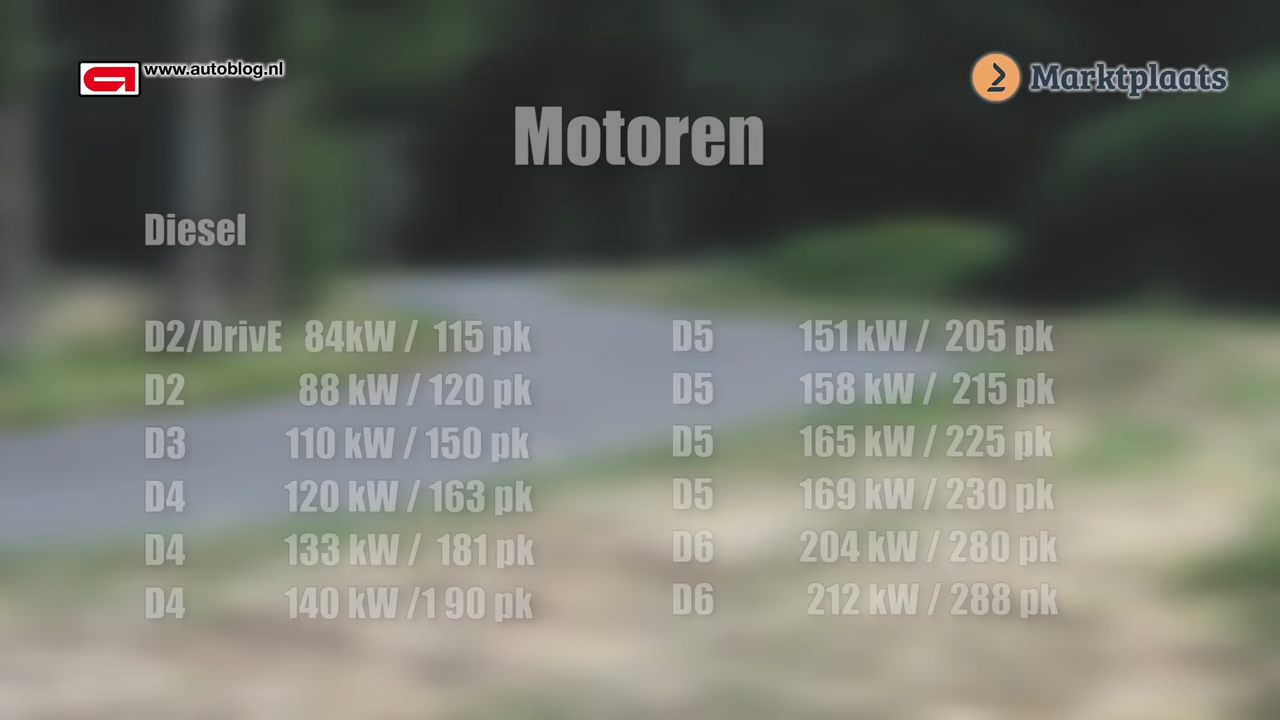 www.autoblog.nl
Marktplaats
Motoren
Diesel
D2/DrivE 84kW / 115 pk
D2 88 kW / 120 pk
D3 110 kW / 150 pk
D4 120 kW / 163 pk
D4 133 kW / 181 pk
D4 140 kW /1 90 pk
D5 151 kW / 205 pk
D5 158 kW / 215 pk
D5 165 kW / 225 pk
D5 169 kW / 230 pk
D6 204 kW / 280 pk
D6 212 kW / 288 pk